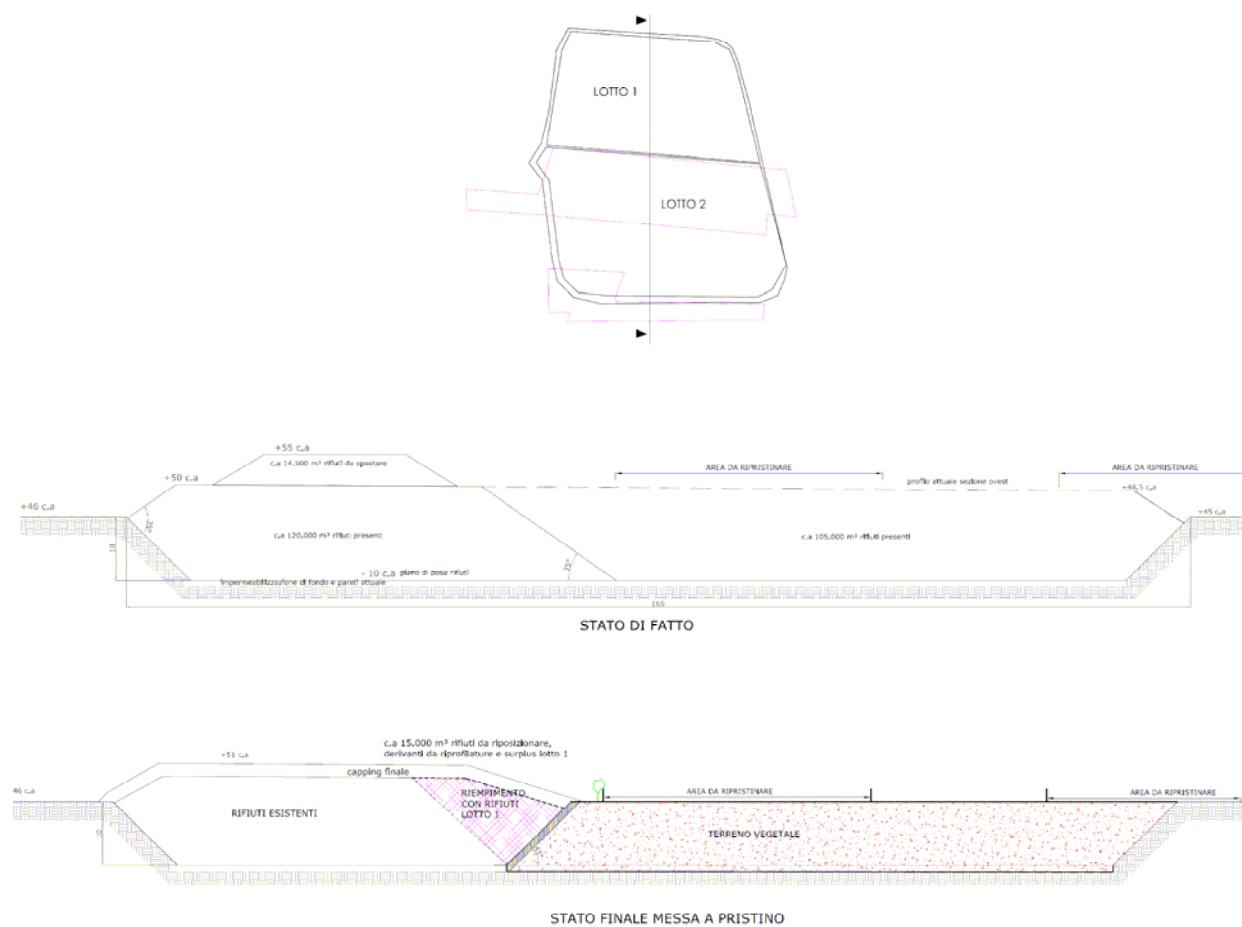 LOTTO 1
LOTTO 2
+55 c.a
c.a 14.500 m³ rifiuti da spostare
AREA DA RIPRISTINARE
AREA DA RIPRISTINARE
+50 c.a
profilo attuale sezione ovest
+48,5 c.a
+46 c.a
+45 c.a
c.a 120.000 m³ rifiuti presenti
c.a 105.000 m³ rifiuti presenti
10
- 10 c.a piano di posa rifiuti
impermeabilizzazione di fondo e pareti attuale
165
STATO DI FATTO
c.a 15.000 m³ rifiuti da riposizionare,
derivanti da riprofilature e surplus lotto 1
+51 c.a
capping finale
46 c.a
RIEMPIMENTO
CON RIFIUTI
LOTTO 1
AREA DA RIPRISTINARE
AREA DA RIPRISTINARE
RIFIUTI ESISTENTI
TERRENO VEGETALE
STATO FINALE MESSA A PRISTINO